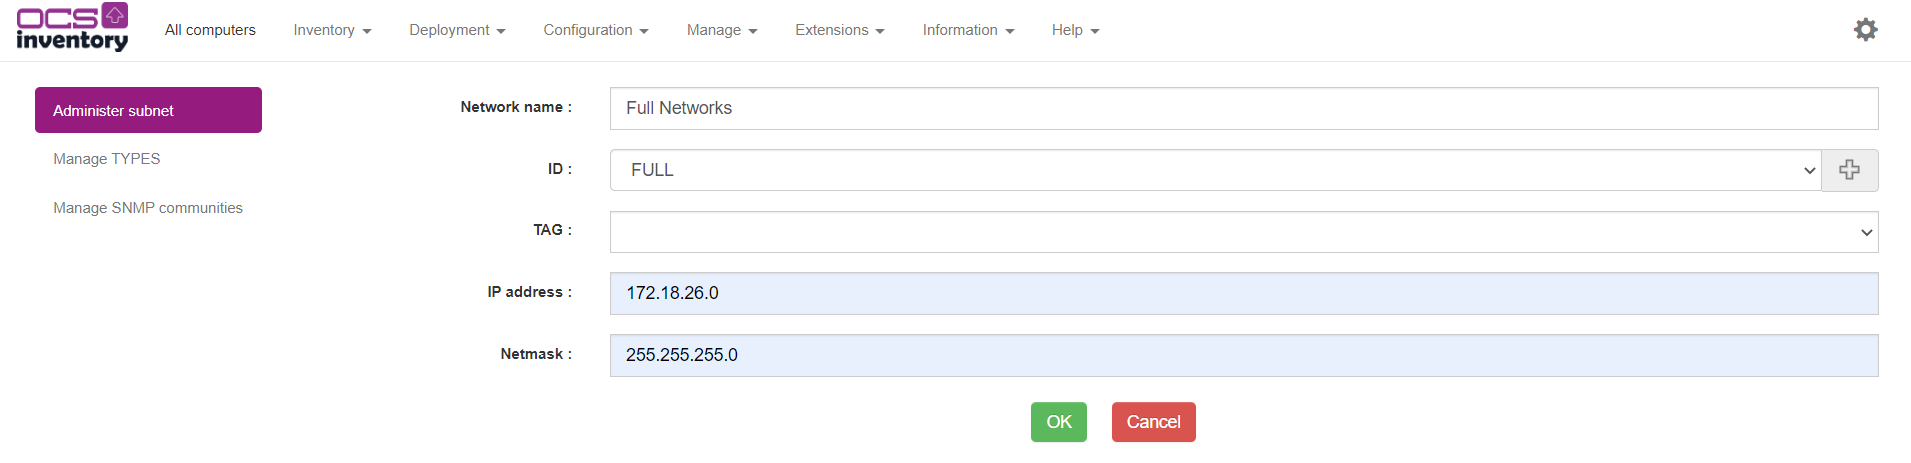 OCS
inventory
All computers Inventory Deployment Configuration Manage Extensions Information Help
Administer subnet
Manage TYPES
Manage SNMP communities
Network name : Full Networks
ID : FULL
TAG :
IP address : 172.18.26.0
Netmask : 255.255.255.0
OK Cancel